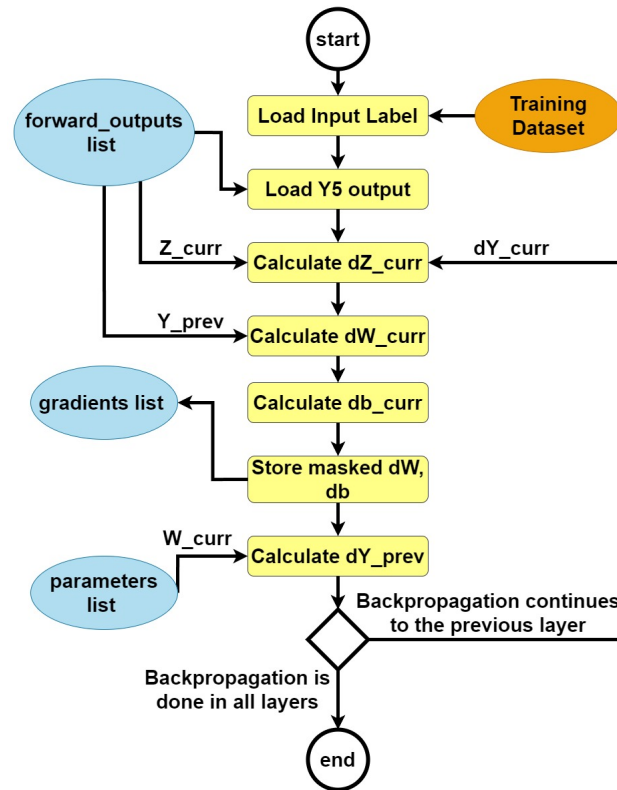 start
Load Input Label
Training
Dataset
forward_outputs
list
Load Y5 output
Z_curr
dY_curr
Calculate dZ_curr
Y_prev
Calculate dW_curr
gradients list
Calculate db_curr
Store masked dW,
db
W_curr
Calculate dY_prev
parameters
list
Backpropagation continues
to the previous layer
Backpropagation is
done in all layers
end